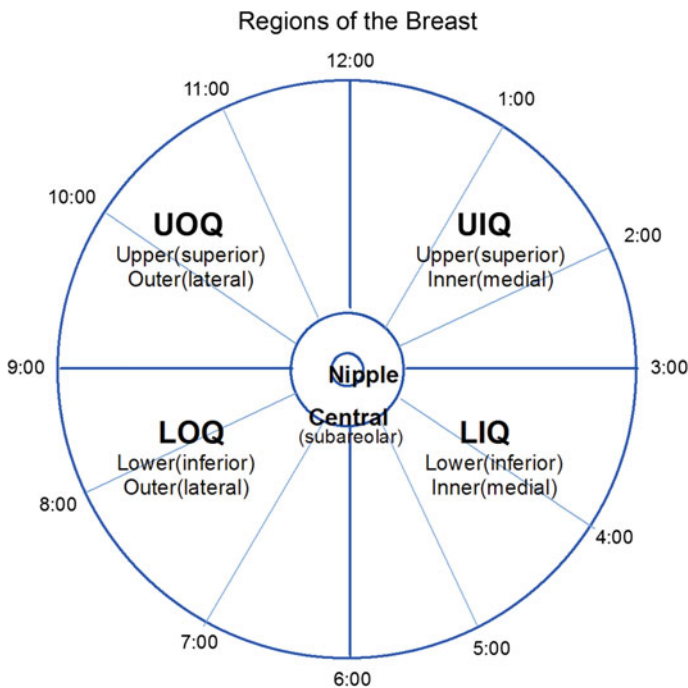 Regions of the Breast
12:00
11:00
1:00
10:00
2:00
UOQ
Upper(superior)
Outer(lateral)
UIQ
Upper(superior)
Inner(medial)
9:00
3:00
Nipple
Central
(subareolar)
LOQ
Lower(inferior)
Outer(lateral)
LIQ
Lower(inferior)
Inner(medial)
8:00
4:00
7:00
5:00
6:00